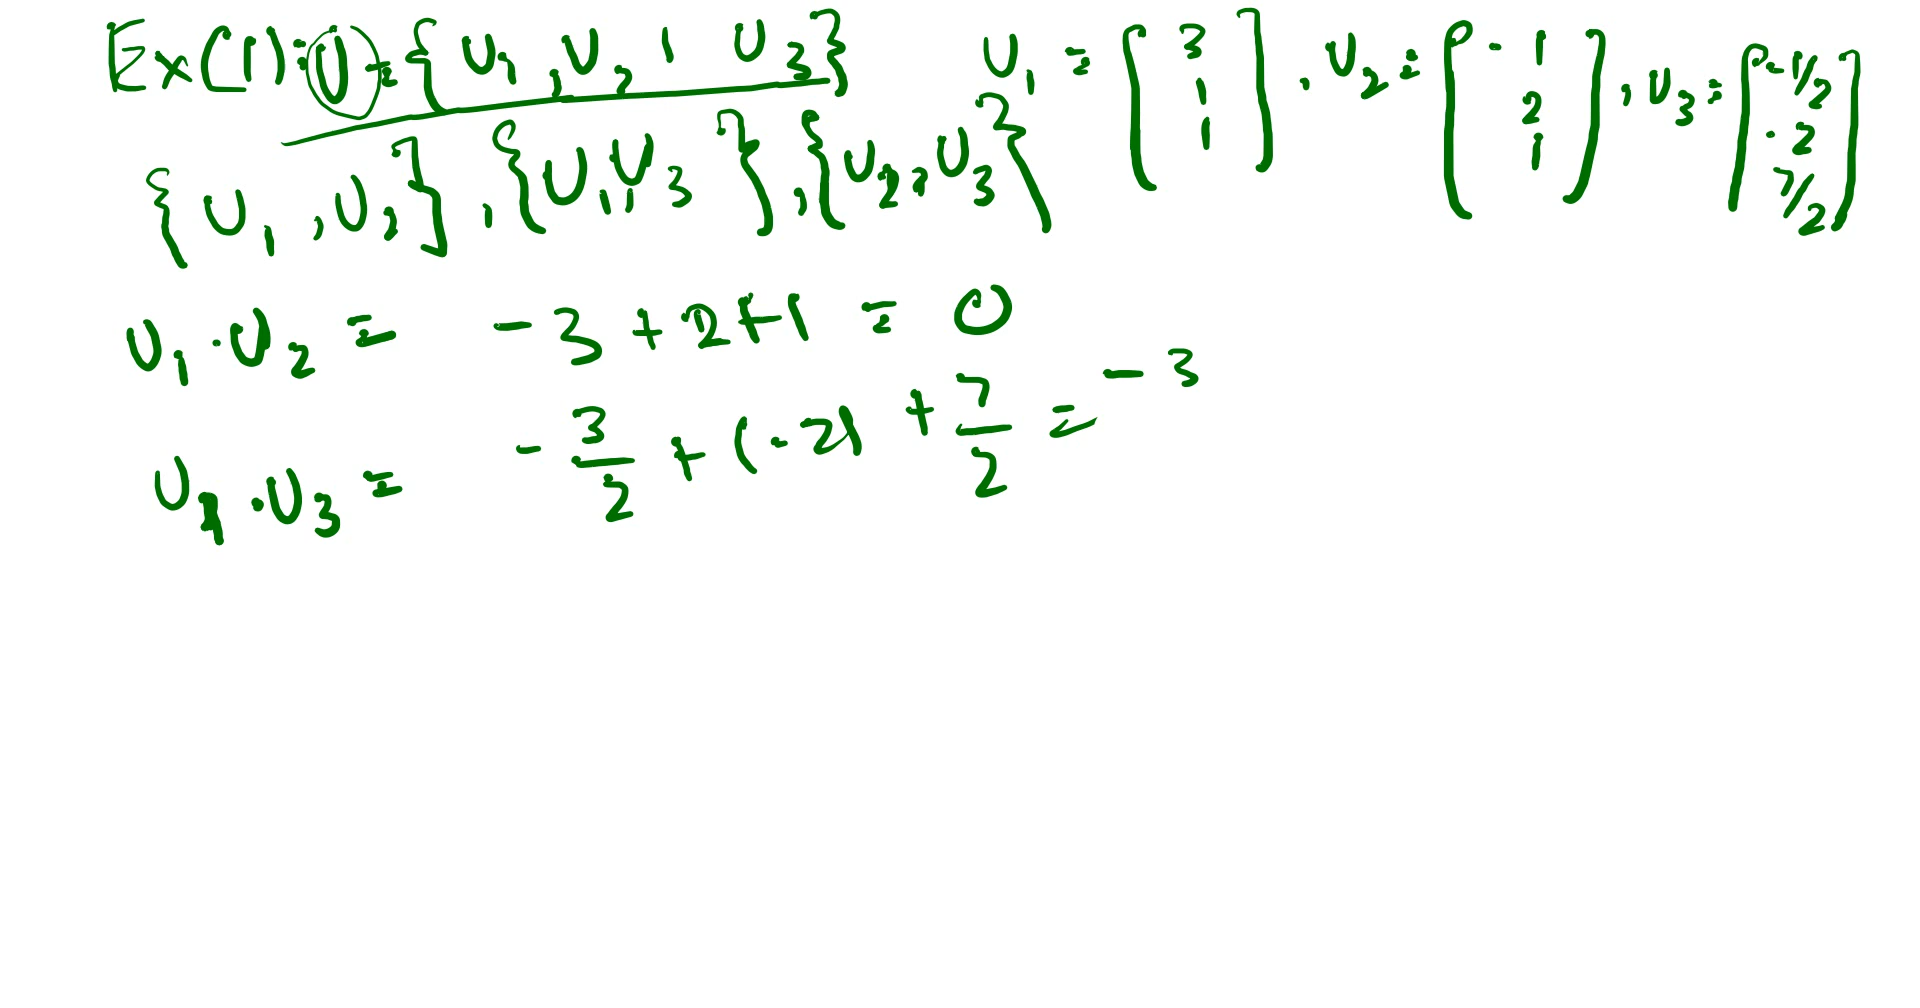 Ex(1): U = {U₁, U₂, U₃} U₁ = [3 1 1], U₂ = [-1 2 1], U₃ = [-1/2 -2 7/2]
{U₁, U₂}, {U₁, U₃}, {U₂, U₃}
U₁ · U₂ = -3 + 2 + 1 = 0
U₁ · U₃ = -3/2 + (-2) + 7/2 = -3